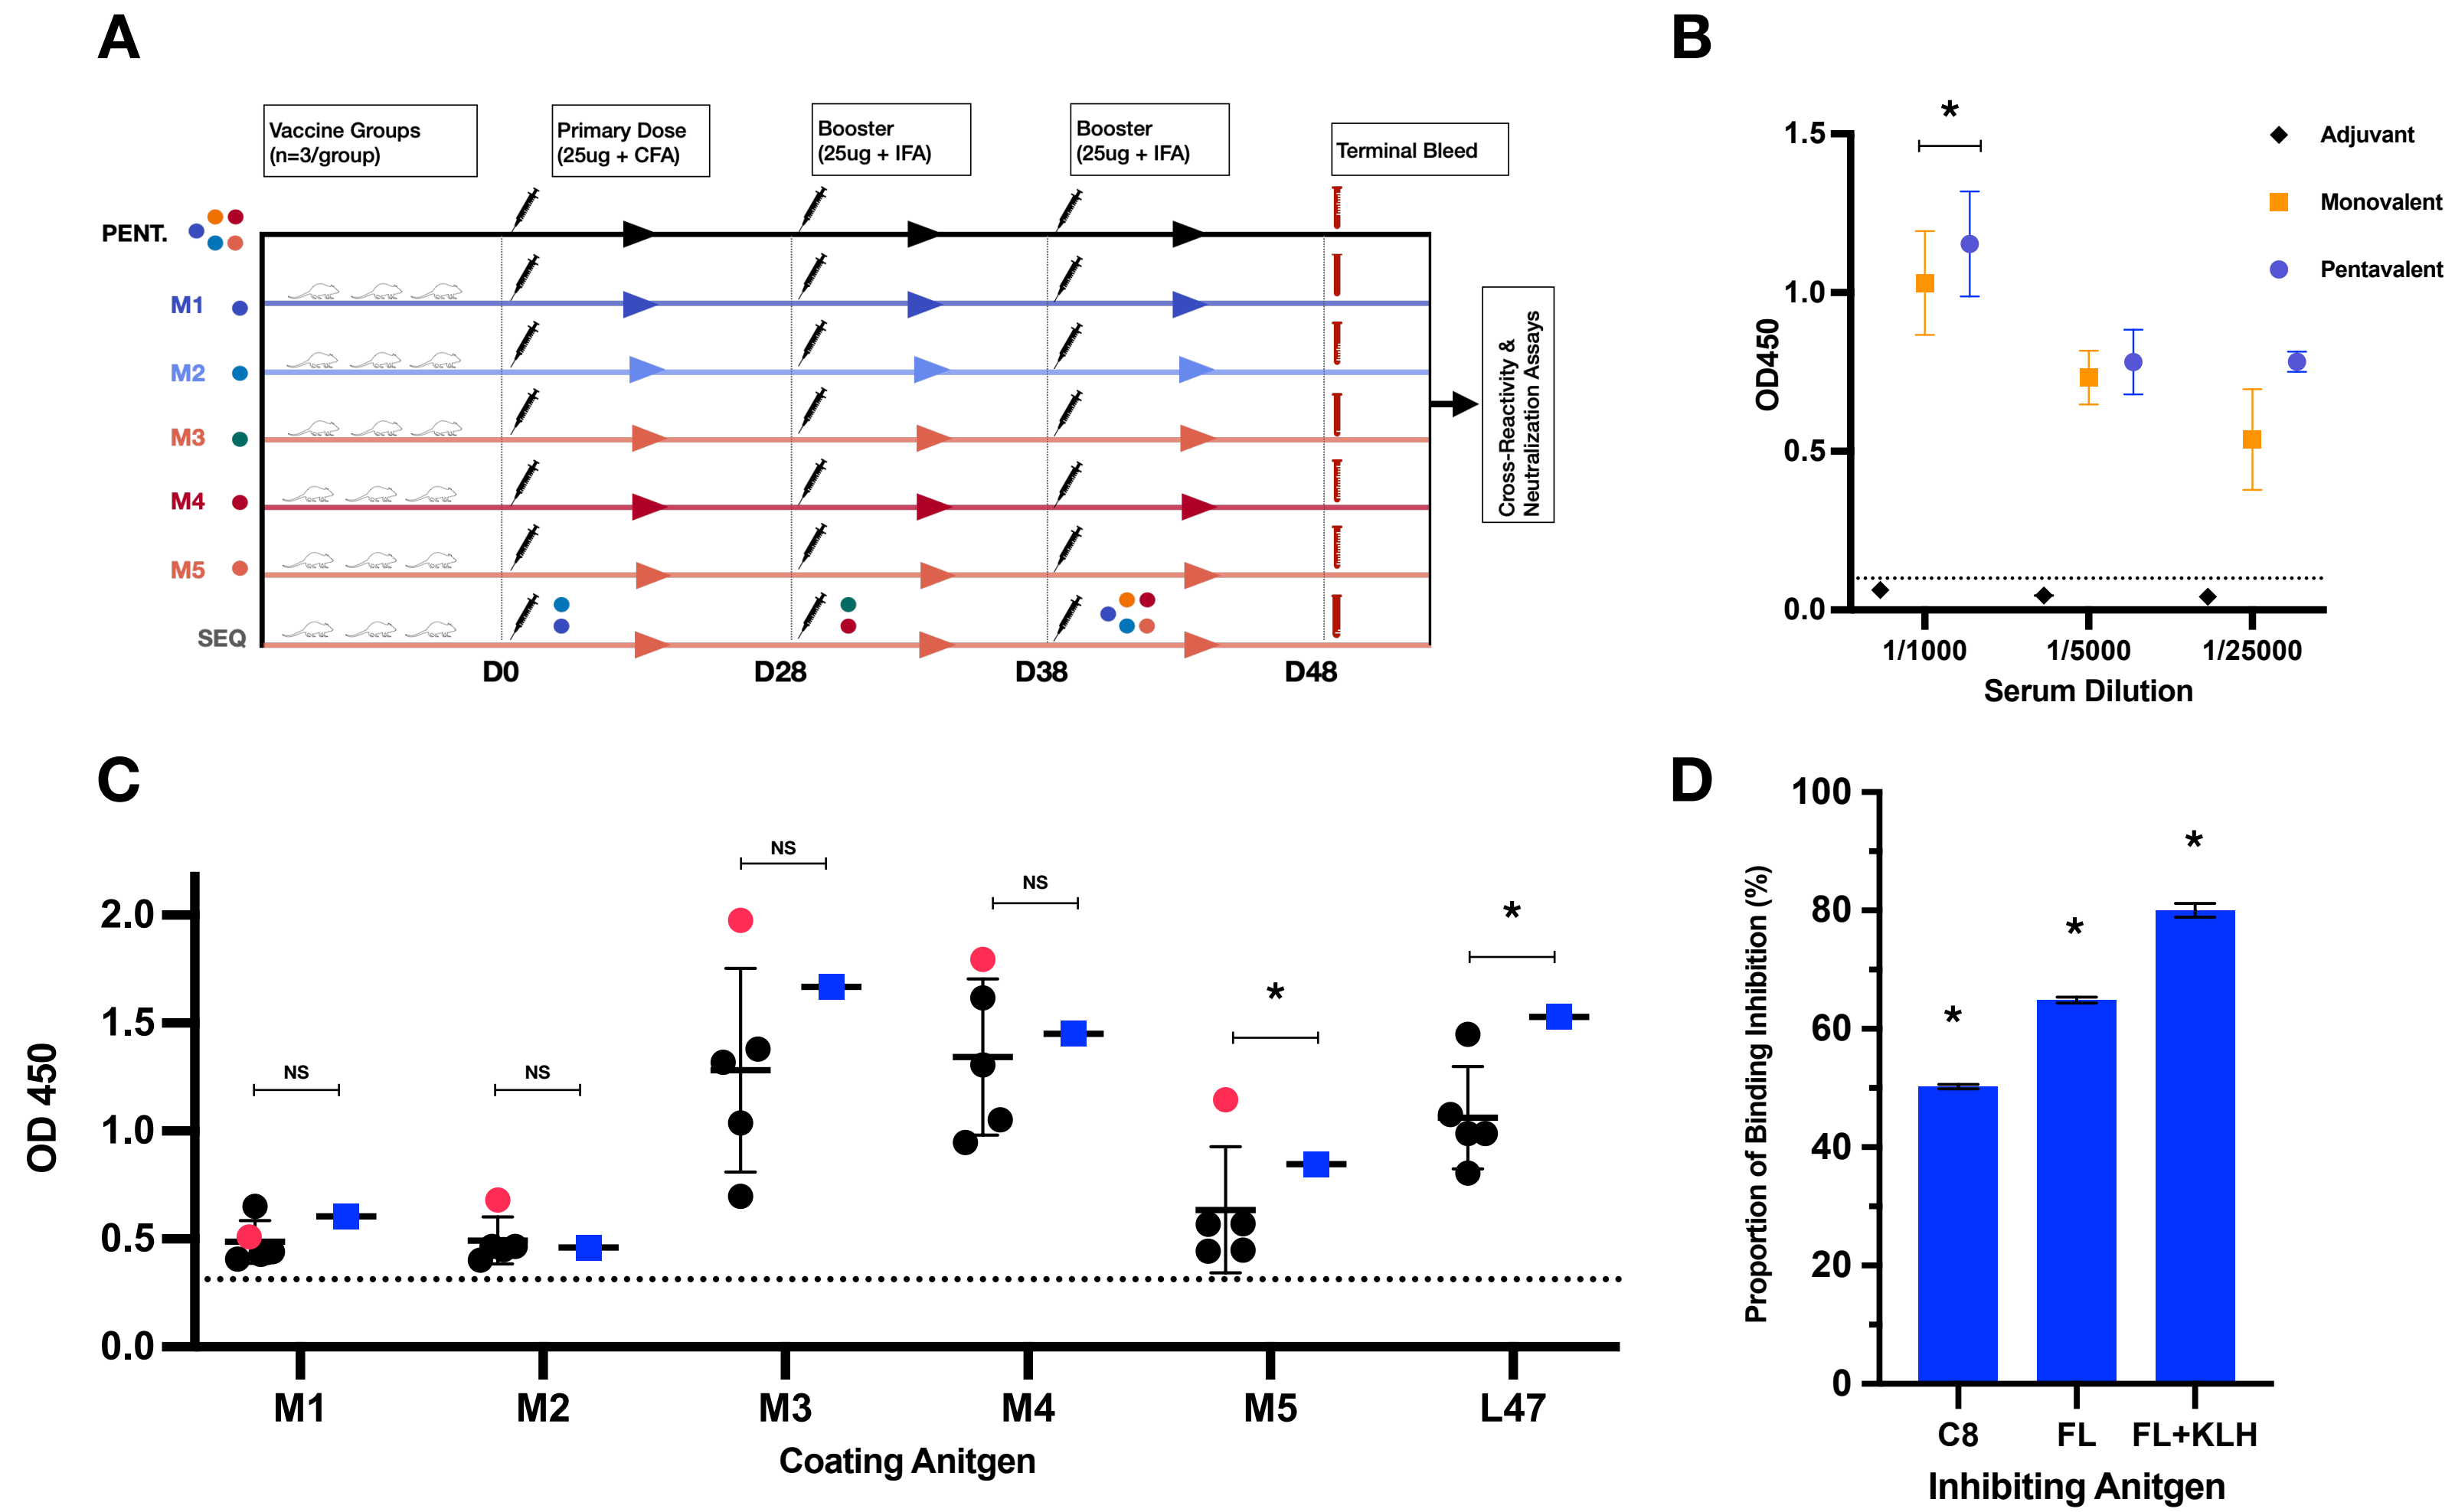 A
Vaccine Groups
(n=3/group)
Primary Dose
(25ug + CFA)
Booster
(25ug + IFA)
Booster
(25ug + IFA)
Terminal Bleed
PENT.
M1
M2
M3
M4
M5
SEQ
D0
D28
D38
D48
Cross-Reactivity &
Neutralization Assays
B
OD450
1.5
1.0
0.5
0.0
*
1/1000
1/5000
1/25000
Serum Dilution
Adjuvant
Monovalent
Pentavalent
C
OD 450
2.0
1.5
1.0
0.5
0.0
NS
NS
NS
NS
*
*
M1
M2
M3
M4
M5
L47
Coating Anitgen
D
Proportion of Binding Inhibition (%)
100
80
60
40
20
0
*
*
*
C8
FL
FL+KLH
Inhibiting Anitgen